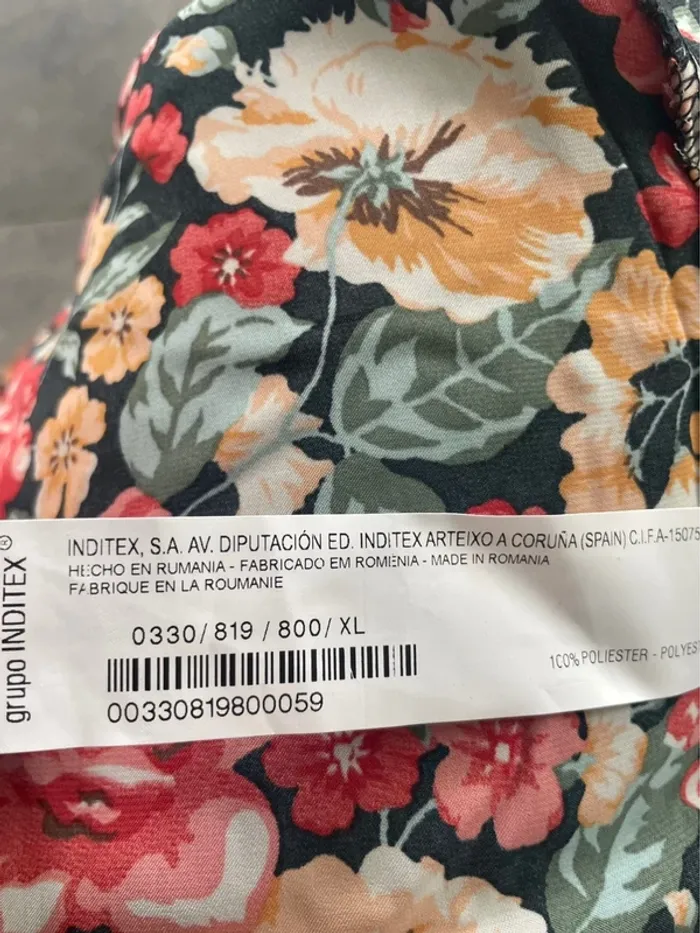 grupo INDITEX®
INDITEX, S.A. AV. DIPUTACIÓN ED. INDITEX ARTEIXO A CORUÑA (SPAIN) C.I.F.A-15075
HECHO EN RUMANIA - FABRICADO EM ROMÉNIA - MADE IN ROMANIA
FABRIQUE EN LA ROUMANIE
0330/ 819 / 800/ XL
100% POLIESTER - POLYEST
00330819800059